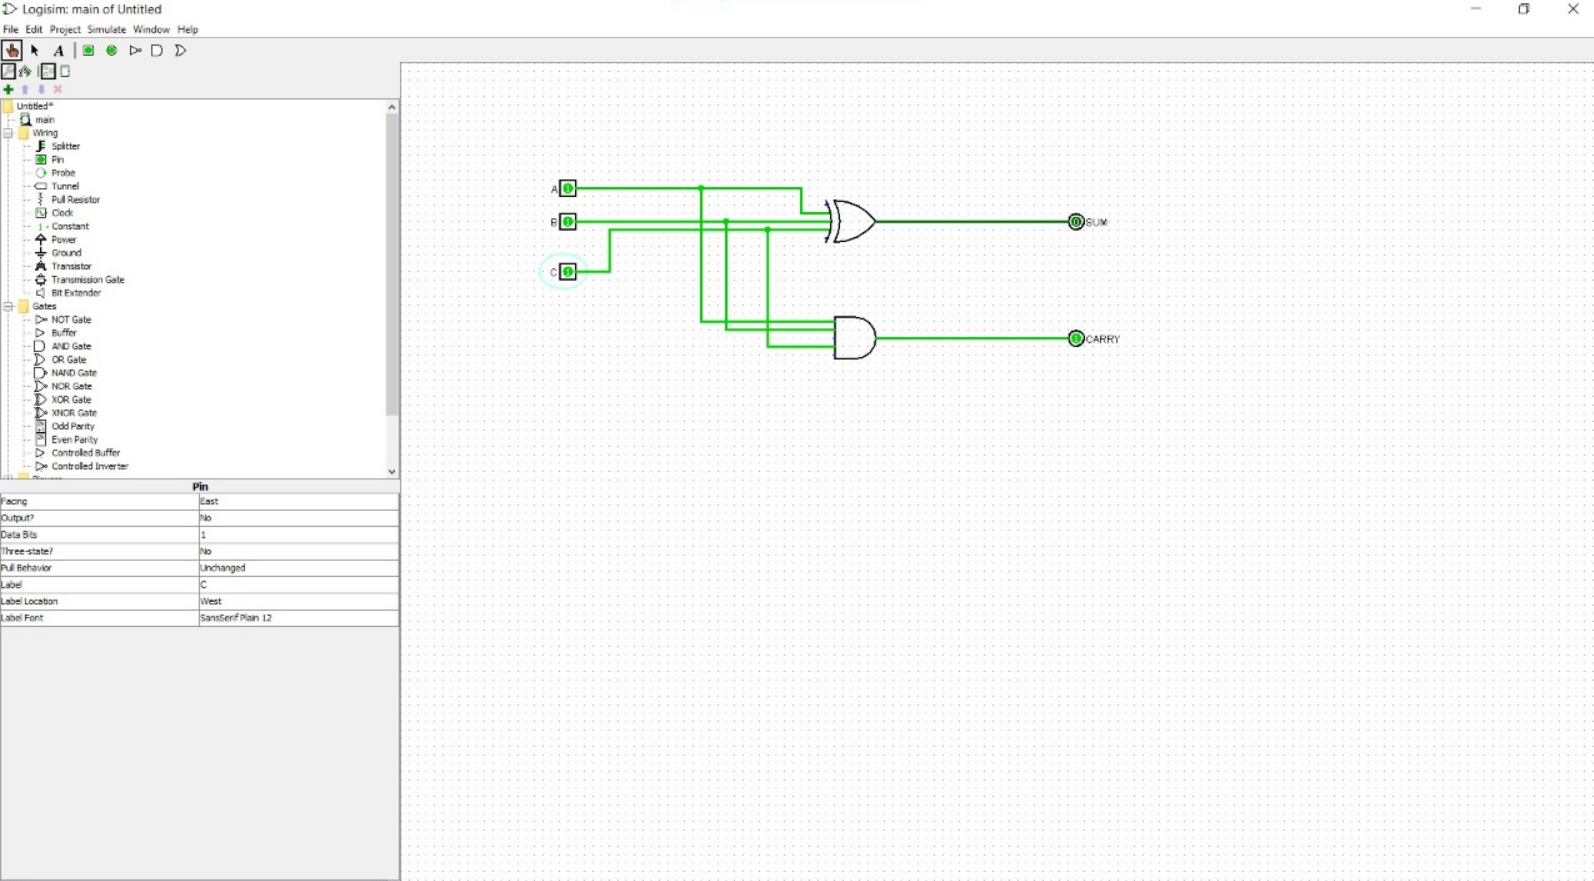 Logisim: main of Untitled
File Edit Project Simulate Window Help
A
Untitled*
main
Wiring
Splitter
Pin
Probe
Tunnel
Pull Resistor
Clock
Constant
Power
Ground
Transistor
Transmission Gate
Bit Extender
Gates
NOT Gate
Buffer
AND Gate
OR Gate
NAND Gate
NOR Gate
XOR Gate
XNOR Gate
Odd Parity
Even Parity
Controlled Buffer
Controlled Inverter
Pin
Facing East
Output? No
Data Bits 1
Three-state? No
Pull Behavior Unchanged
Label C
Label Location West
Label Font SansSerif Plain 12
A 1
B 1 0 SUM
C 1
1 CARRY